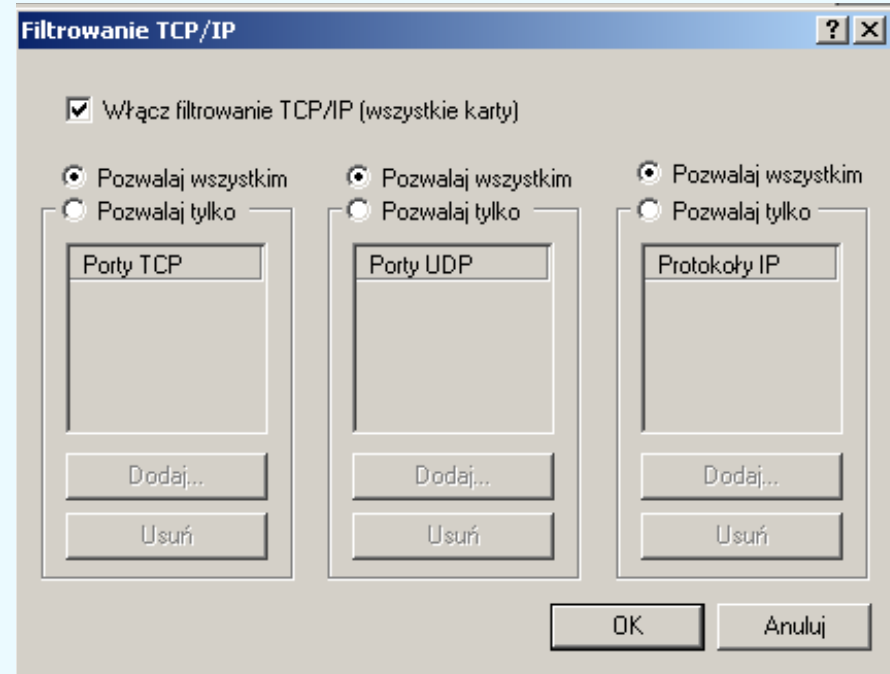 Filtrowanie TCP/IP
Włącz filtrowanie TCP/IP (wszystkie karty)
Pozwalaj wszystkim
Pozwalaj tylko
Porty TCP
Dodaj...
Usuń
Pozwalaj wszystkim
Pozwalaj tylko
Porty UDP
Dodaj...
Usuń
Pozwalaj wszystkim
Pozwalaj tylko
Protokoły IP
Dodaj...
Usuń
OK
Anuluj